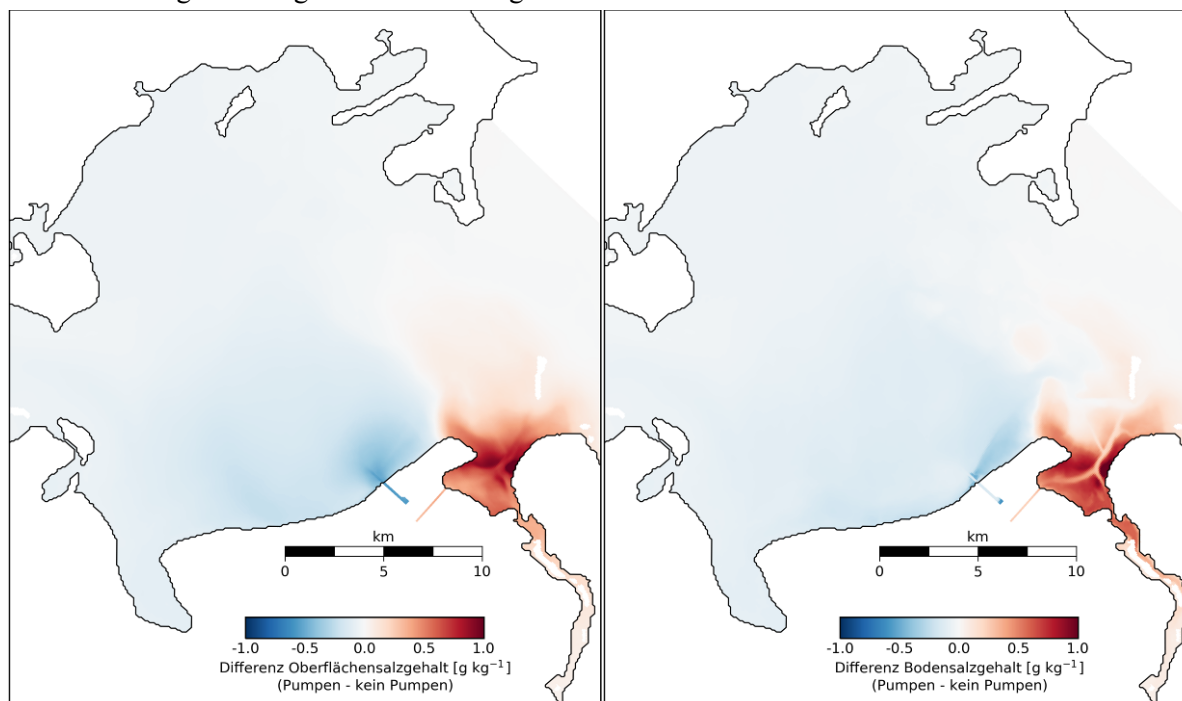 km
0 5 10
-1.0 -0.5 0.0 0.5 1.0
Differenz Oberflächensalzgehalt [g kg⁻¹]
(Pumpen - kein Pumpen)
km
0 5 10
-1.0 -0.5 0.0 0.5 1.0
Differenz Bodensalzgehalt [g kg⁻¹]
(Pumpen - kein Pumpen)